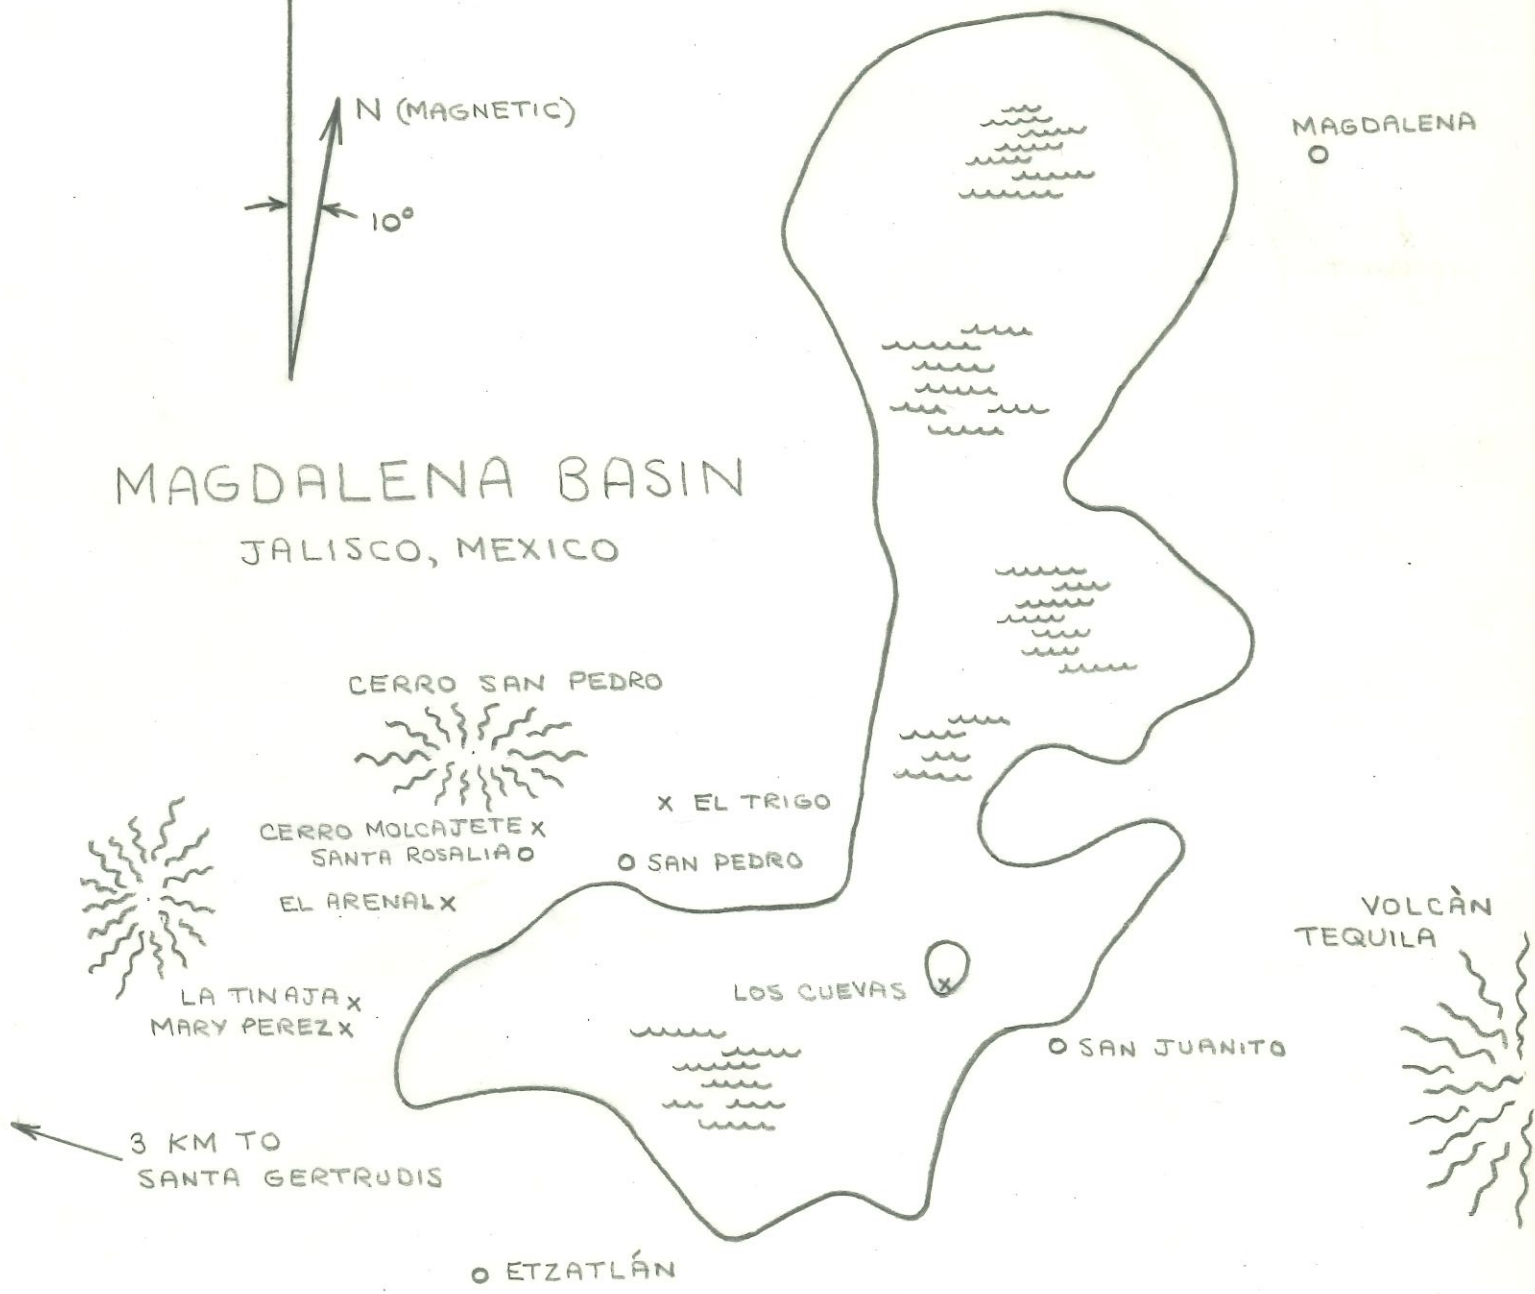 N (MAGNETIC)
MAGDALENA
10°
MAGDALENA BASIN
JALISCO, MEXICO
CERRO SAN PEDRO
X EL TRIGO
CERRO MOLCAJETE X
SANTA ROSALIA
SAN PEDRO
EL ARENAL X
VOLCÀN
TEQUILA
LOS CUEVAS X
LA TINAJA X
MARY PEREZ X
SAN JUANITO
3 KM TO
SANTA GERTRUDIS
ETZATLÁN